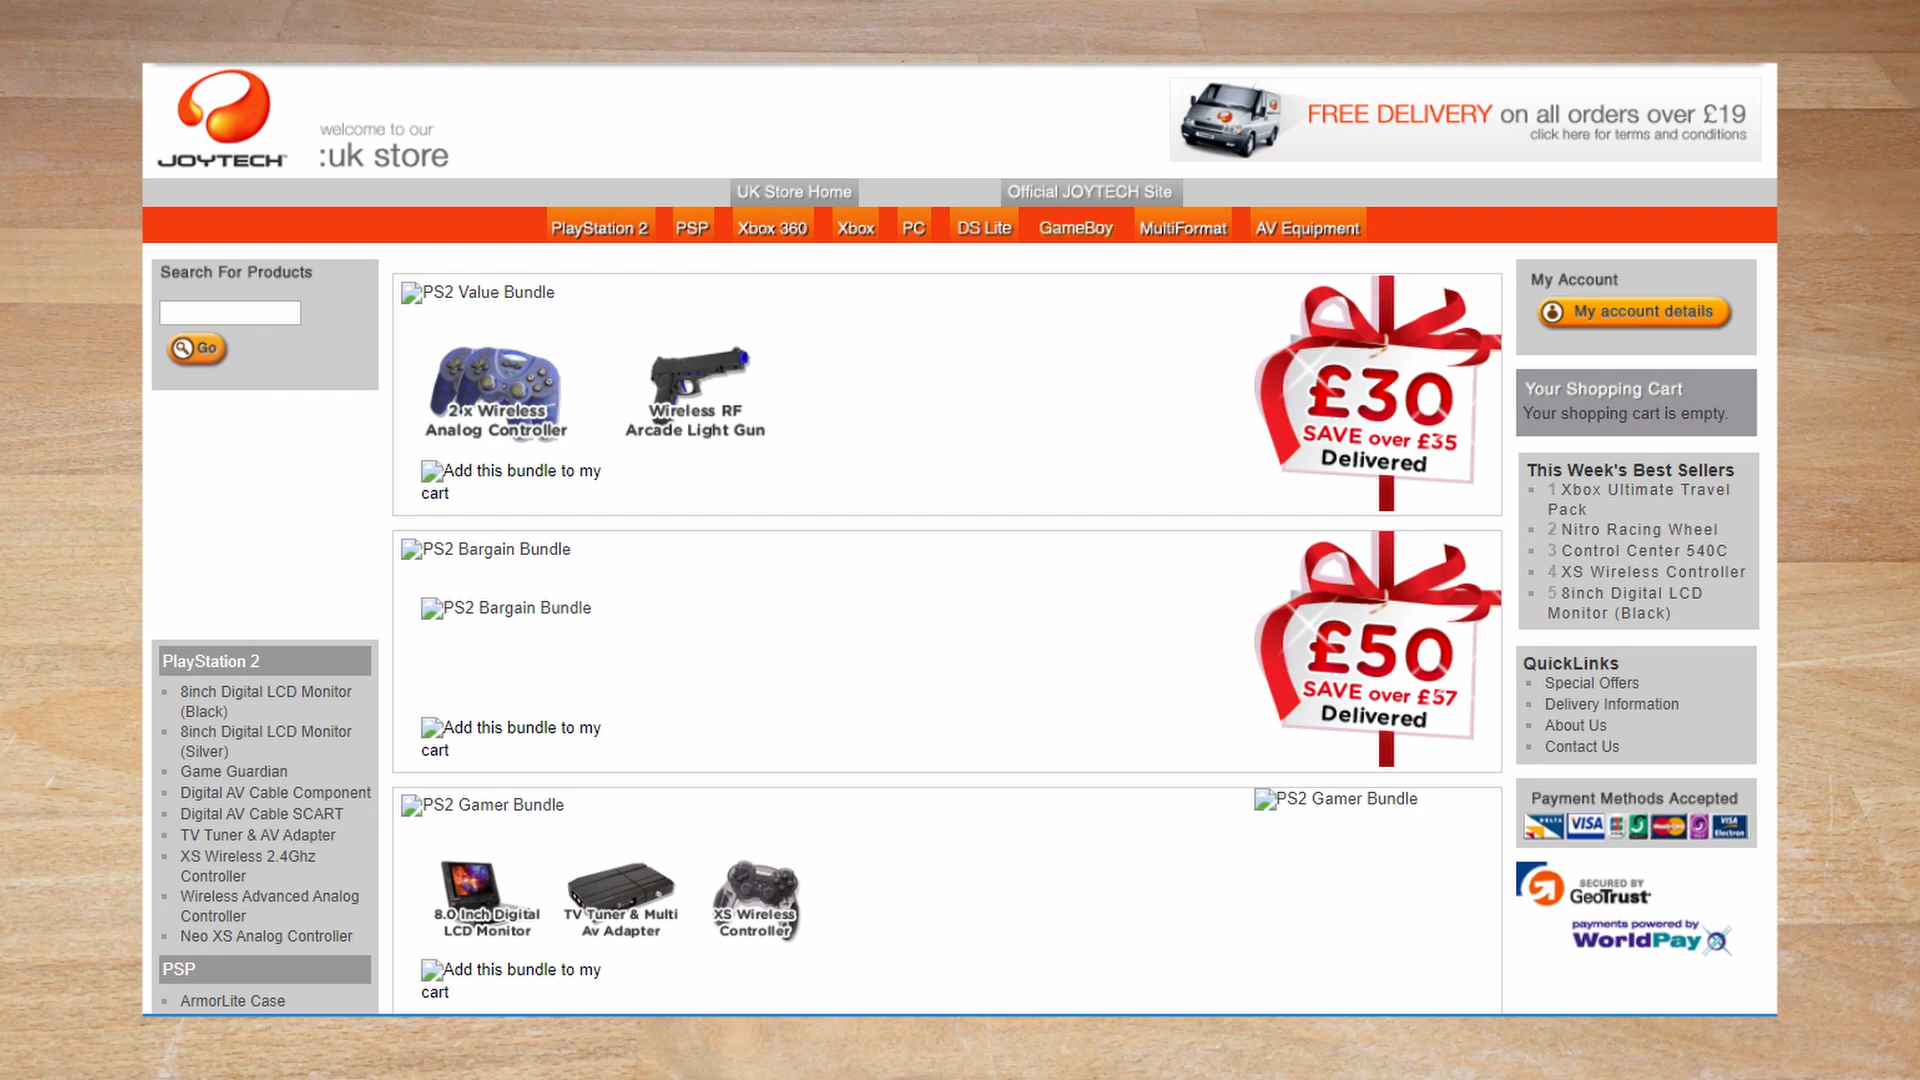 JOYTECH
welcome to our
:uk store
FREE DELIVERY on all orders over £19
click here for terms and conditions
UK Store Home
Official JOYTECH Site
PlayStation 2
PSP
Xbox 360
Xbox
PC
DS Lite
GameBoy
MultiFormat
AV Equipment
Search For Products
Go
PlayStation 2
8inch Digital LCD Monitor
(Black)
8inch Digital LCD Monitor
(Silver)
Game Guardian
Digital AV Cable Component
Digital AV Cable SCART
TV Tuner & AV Adapter
XS Wireless 2.4Ghz
Controller
Wireless Advanced Analog
Controller
Neo XS Analog Controller
PSP
ArmorLite Case
PS2 Value Bundle
2 x Wireless
Analog Controller
Wireless RF
Arcade Light Gun
Add this bundle to my
cart
£30
SAVE over £35
Delivered
PS2 Bargain Bundle
PS2 Bargain Bundle
Add this bundle to my
cart
£50
SAVE over £57
Delivered
PS2 Gamer Bundle
PS2 Gamer Bundle
8.0 Inch Digital
LCD Monitor
TV Tuner & Multi
Av Adapter
XS Wireless
Controller
Add this bundle to my
cart
My Account
My account details
Your Shopping Cart
Your shopping cart is empty.
This Week's Best Sellers
1 Xbox Ultimate Travel
Pack
2 Nitro Racing Wheel
3 Control Center 540C
4 XS Wireless Controller
5 8inch Digital LCD
Monitor (Black)
QuickLinks
Special Offers
Delivery Information
About Us
Contact Us
Payment Methods Accepted
DELTA
VISA
MasterCard
VISA
Electron
SECURED BY
GeoTrust
payments powered by
WorldPay